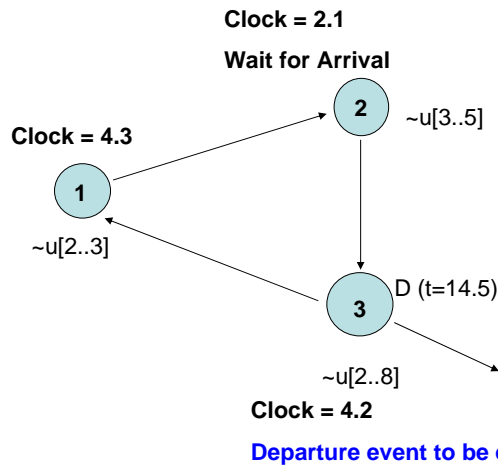 Clock = 2.1
Wait for Arrival
2
~u[3..5]
Clock = 4.3
1
~u[2..3]
D (t=14.5)
3
~u[2..8]
Clock = 4.2
Departure event to be